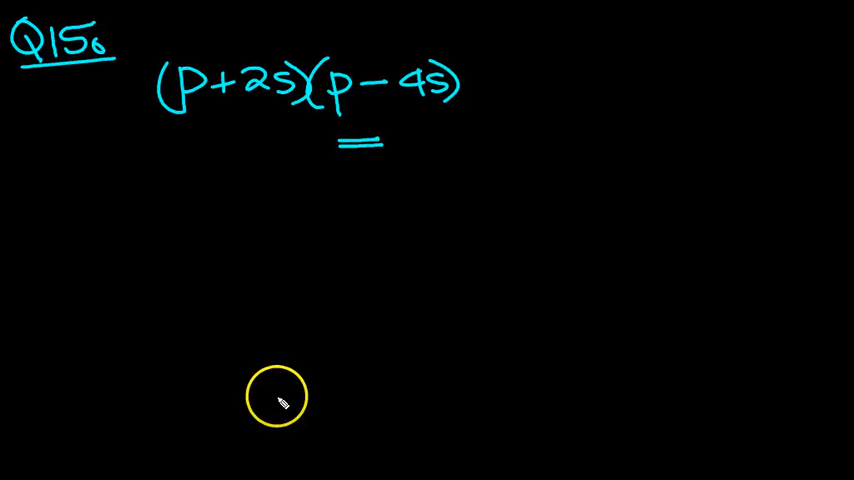 Q15.
(p+2s)(p-4s)
=